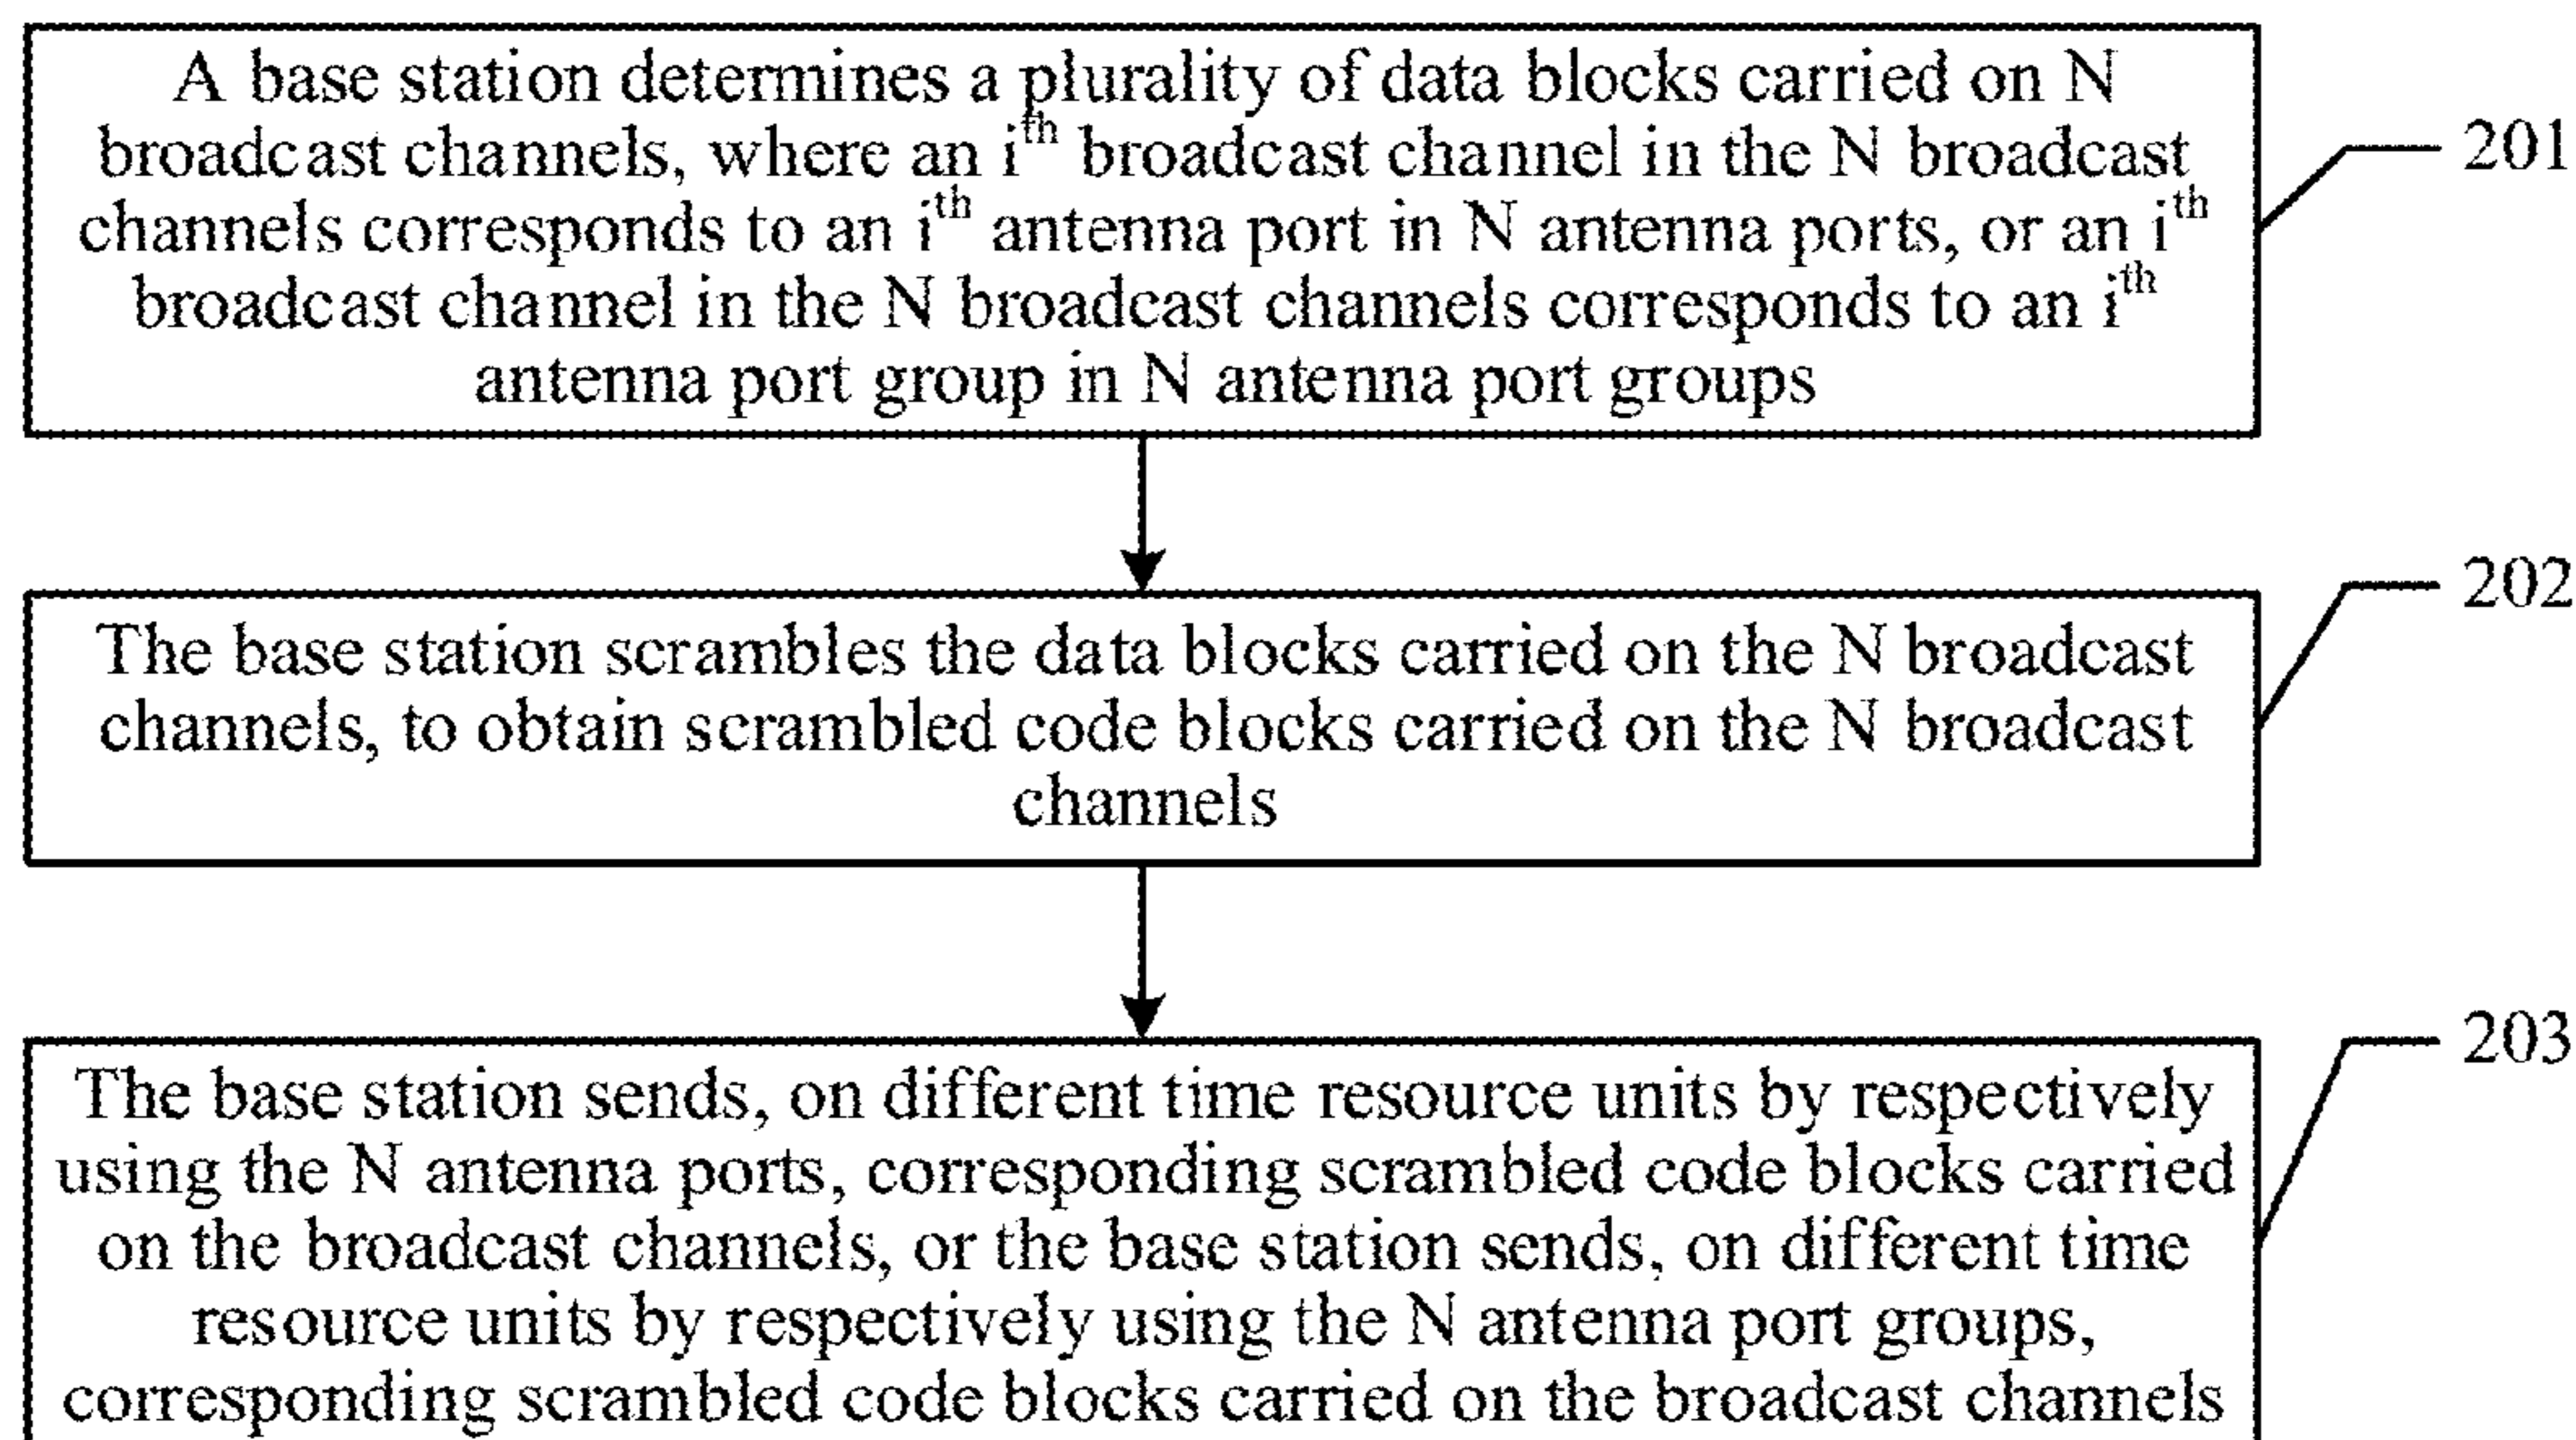 A base station determines a plurality of data blocks carried on N
broadcast channels, where an iᵗʰ broadcast channel in the N broadcast
channels corresponds to an iᵗʰ antenna port in N antenna ports, or an iᵗʰ
broadcast channel in the N broadcast channels corresponds to an iᵗʰ
antenna port group in N antenna port groups
201
The base station scrambles the data blocks carried on the N broadcast
channels, to obtain scrambled code blocks carried on the N broadcast
channels
202
The base station sends, on different time resource units by respectively
using the N antenna ports, corresponding scrambled code blocks carried
on the broadcast channels, or the base station sends, on different time
resource units by respectively using the N antenna port groups,
corresponding scrambled code blocks carried on the broadcast channels
203